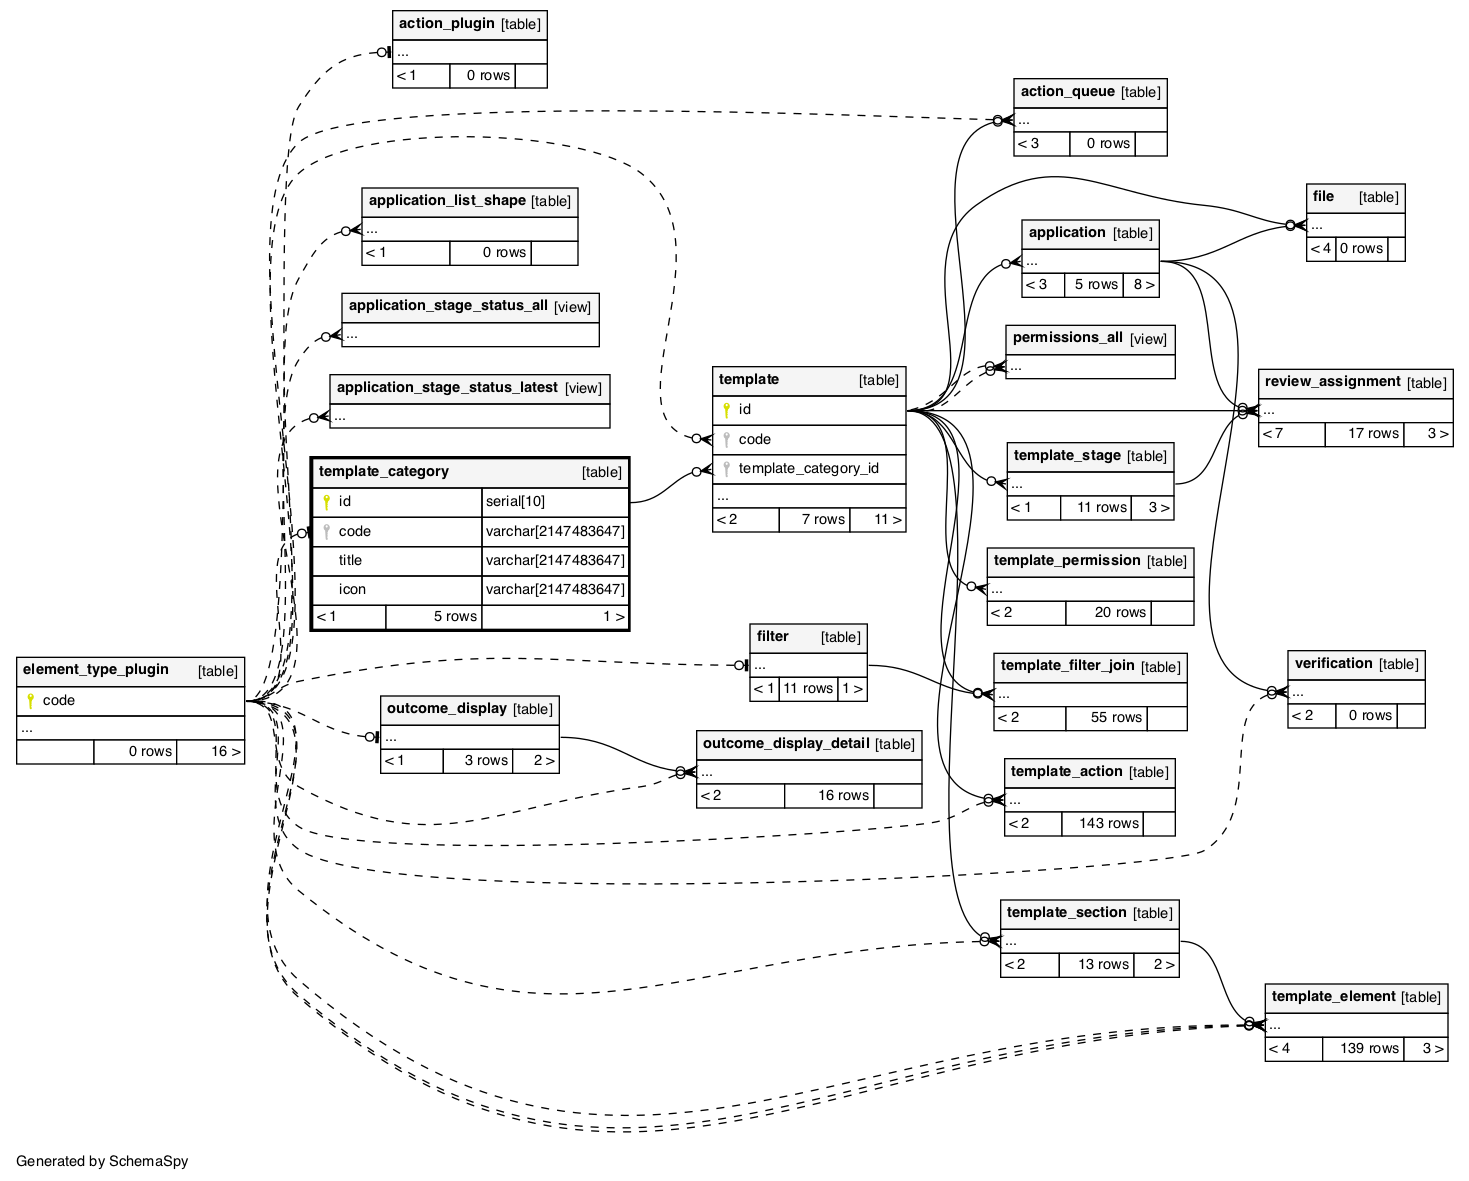 action_plugin [table]
...
< 1 0 rows
action_queue [table]
...
< 3 0 rows
application_list_shape [table]
...
< 1 0 rows
file [table]
...
< 4 0 rows
application [table]
...
< 3 5 rows 8 >
application_stage_status_all [view]
...
permissions_all [view]
...
application_stage_status_latest [view]
...
template [table]
id
code
template_category_id
...
< 2 7 rows 11 >
review_assignment [table]
...
< 7 17 rows 3 >
template_category [table]
id serial[10]
code varchar[2147483647]
title varchar[2147483647]
icon varchar[2147483647]
< 1 5 rows 1 >
template_stage [table]
...
< 1 11 rows 3 >
template_permission [table]
...
< 2 20 rows
filter [table]
...
< 1 11 rows 1 >
template_filter_join [table]
...
< 2 55 rows
verification [table]
...
< 2 0 rows
element_type_plugin [table]
code
...
0 rows 16 >
outcome_display [table]
...
< 1 3 rows 2 >
outcome_display_detail [table]
...
< 2 16 rows
template_action [table]
...
< 2 143 rows
template_section [table]
...
< 2 13 rows 2 >
template_element [table]
...
< 4 139 rows 3 >
Generated by SchemaSpy